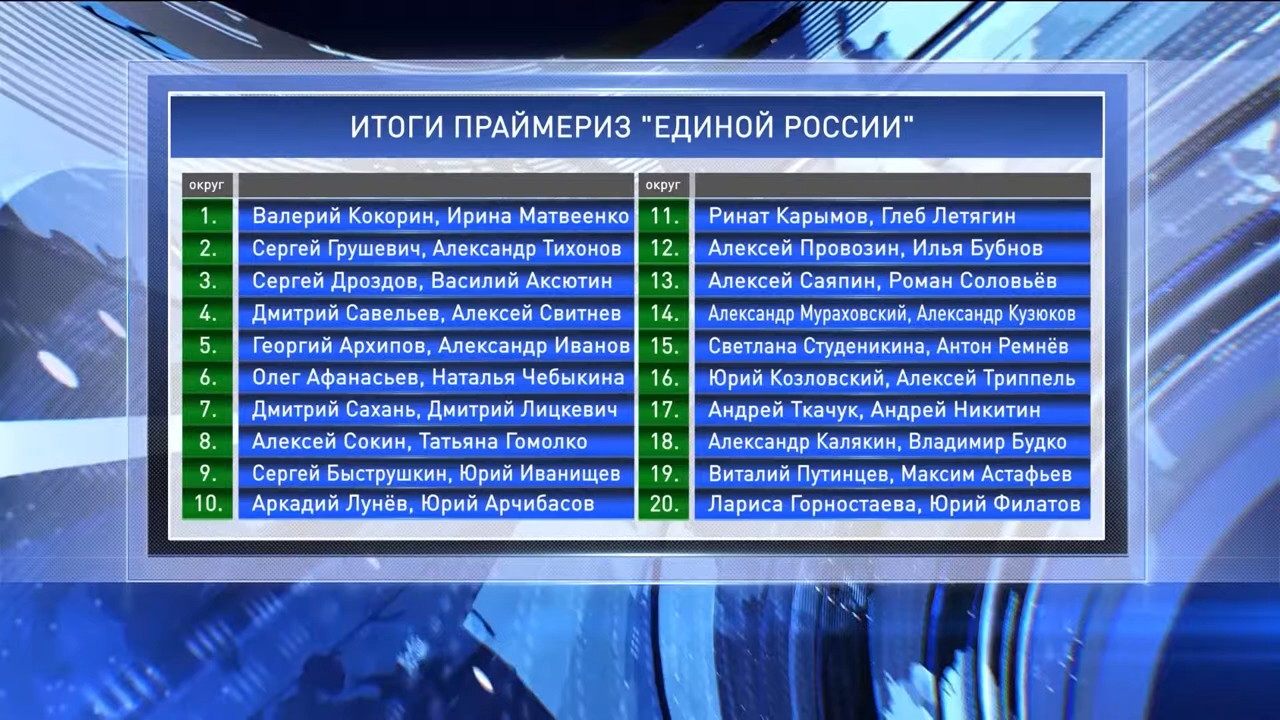 ИТОГИ ПРАЙМЕРИЗ "ЕДИНОЙ РОССИИ"
округ
1. Валерий Кокорин, Ирина Матвеенко
2. Сергей Грушевич, Александр Тихонов
3. Сергей Дроздов, Василий Аксютин
4. Дмитрий Савельев, Алексей Свитнев
5. Георгий Архипов, Александр Иванов
6. Олег Афанасьев, Наталья Чебыкина
7. Дмитрий Сахань, Дмитрий Лицкевич
8. Алексей Сокин, Татьяна Гомолко
9. Сергей Быструшкин, Юрий Иванищев
10. Аркадий Лунёв, Юрий Арчибасов
округ
11. Ринат Карымов, Глеб Летягин
12. Алексей Провозин, Илья Бубнов
13. Алексей Саяпин, Роман Соловьёв
14. Александр Мураховский, Александр Кузюков
15. Светлана Студеникина, Антон Ремнёв
16. Юрий Козловский, Алексей Триппель
17. Андрей Ткачук, Андрей Никитин
18. Александр Калякин, Владимир Будко
19. Виталий Путинцев, Максим Астафьев
20. Лариса Горностаева, Юрий Филатов